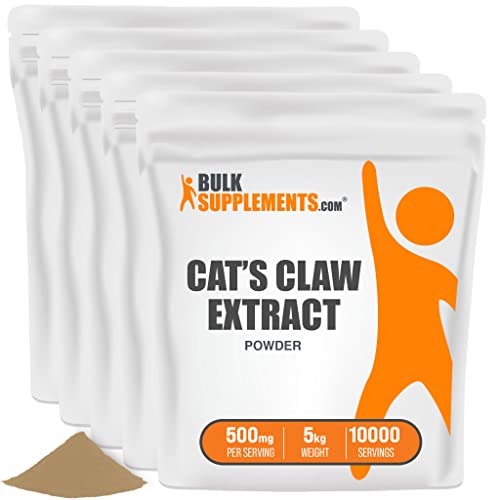 BULK
SUPPLEMENTS.COM®
CAT'S CLAW
EXTRACT
POWDER
500mg 5kg 10000
PER SERVING WEIGHT SERVINGS